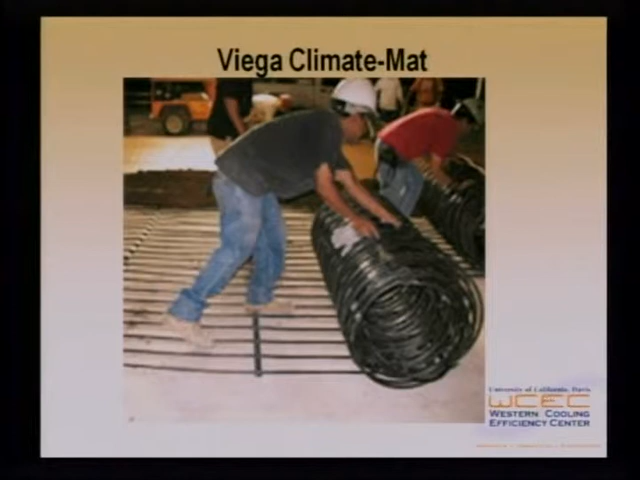 Viega Climate-Mat
University of California, Davis
WCEC
WESTERN COOLING
EFFICIENCY CENTER